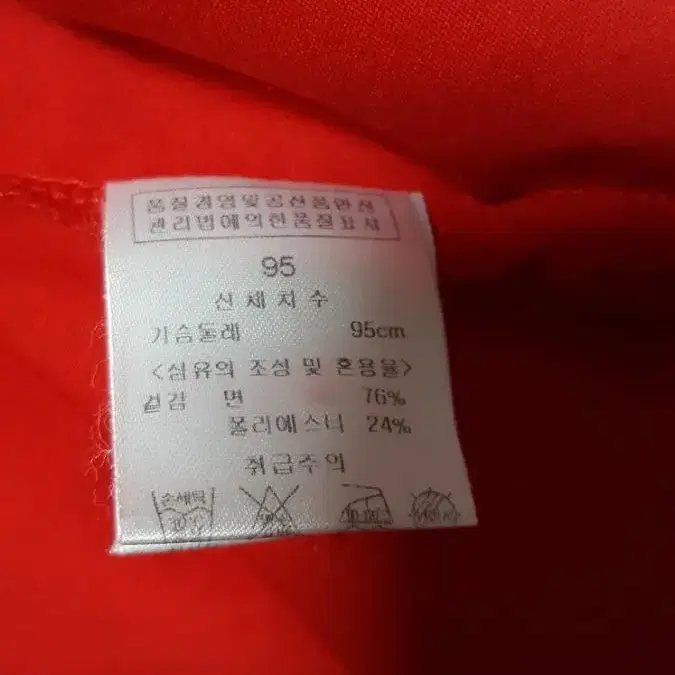 품질경영및공산품안전
관리법에의한품질표시
95
신체치수
가슴둘레 95cm
<섬유의 조성 및 혼용율>
겉감 면 76%
폴리에스터 24%
취급주의
손세탁